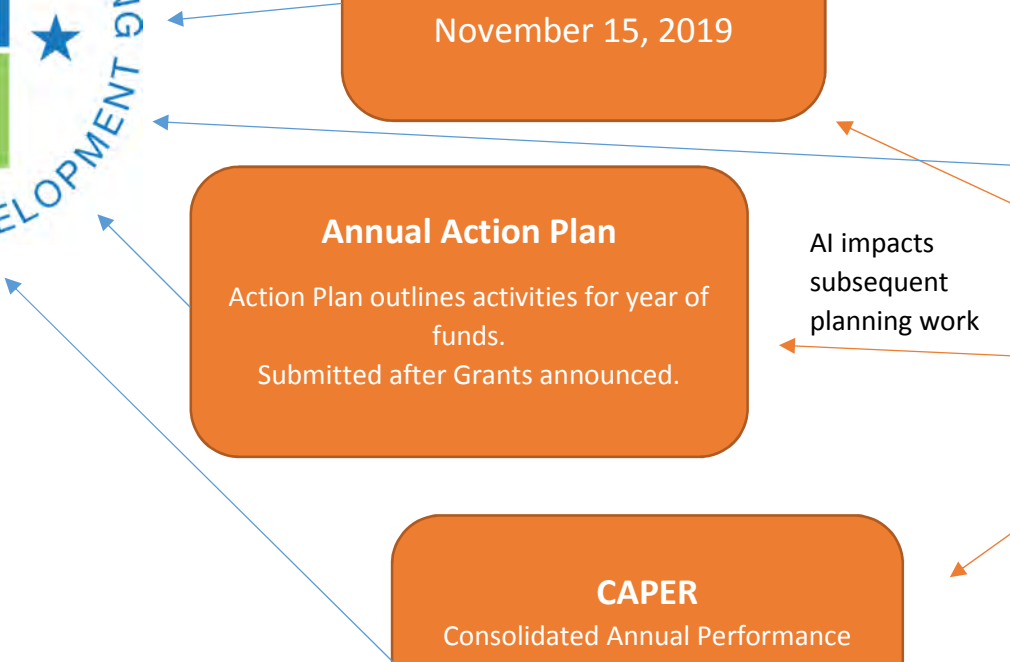 November 15, 2019
Annual Action Plan
Action Plan outlines activities for year of
funds.
Submitted after Grants announced.
AI impacts
subsequent
planning work
CAPER
Consolidated Annual Performance